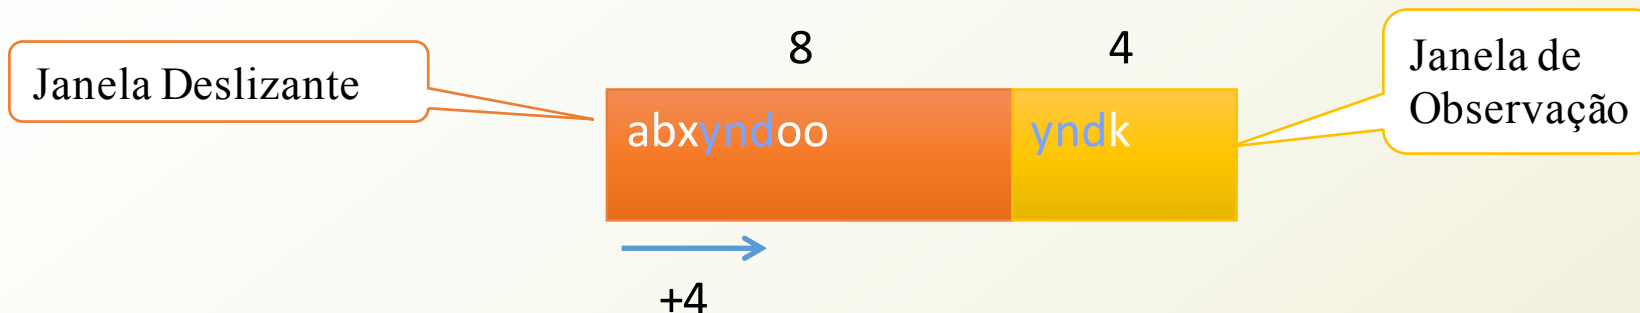 8
4
Janela Deslizante
Janela de
Observação
abxyndoo
yndk
+4